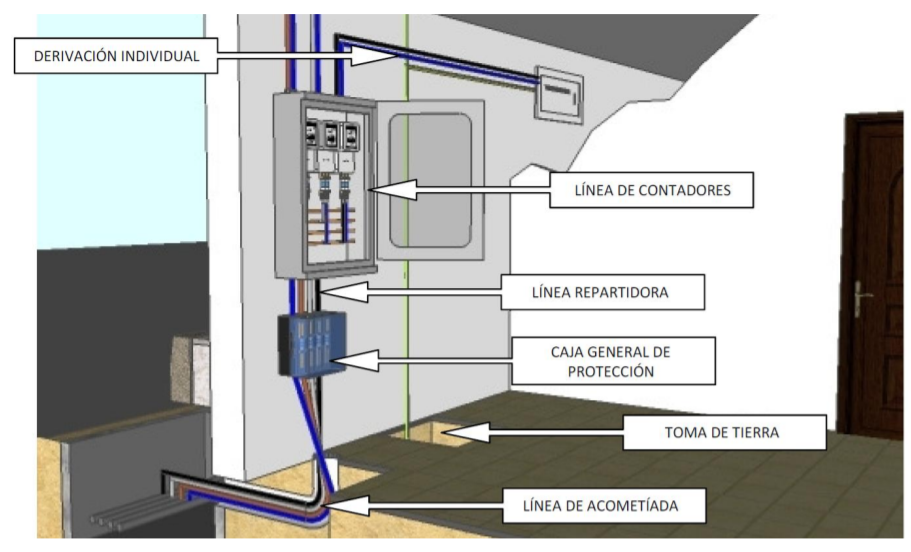 DERIVACIÓN INDIVIDUAL
LÍNEA DE CONTADORES
LÍNEA REPARTIDORA
CAJA GENERAL DE
PROTECCIÓN
TOMA DE TIERRA
LÍNEA DE ACOMETÍADA